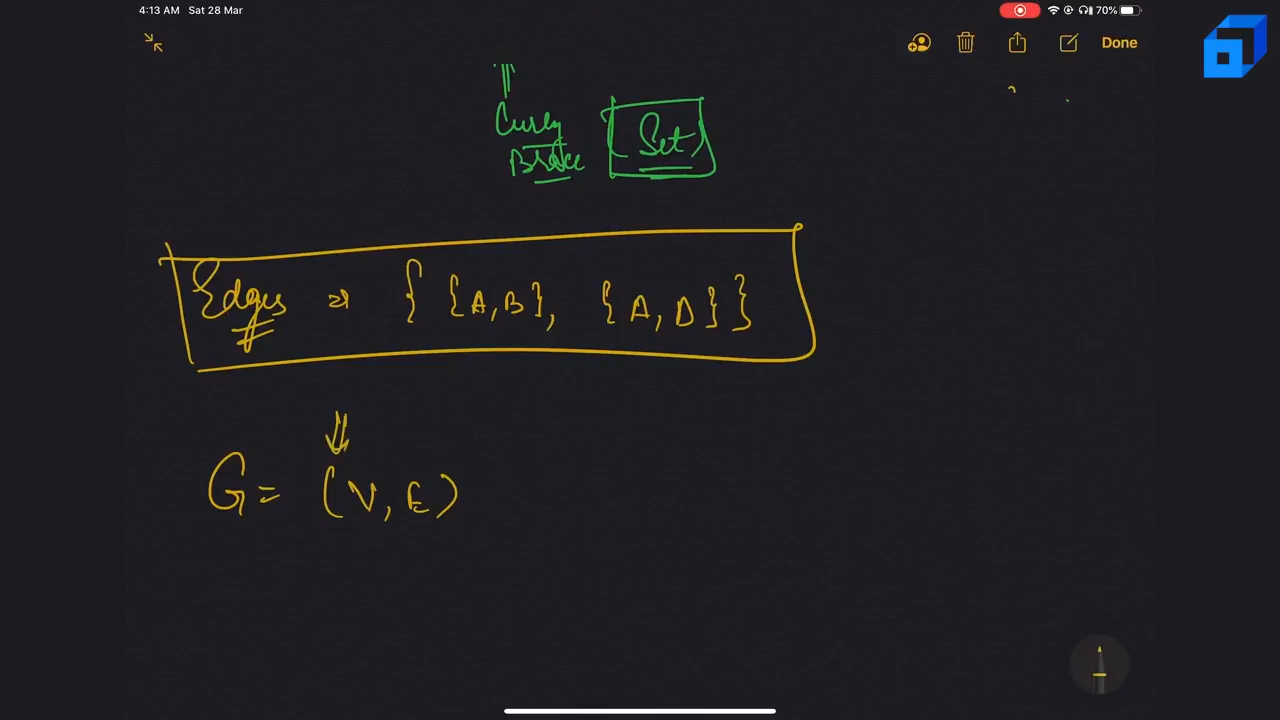 4:13 AM Sat 28 Mar 70%
Done
Curly (Set)
Brace
Edges ⇒ { {A,B}, {A,D} }
G = (V, E)